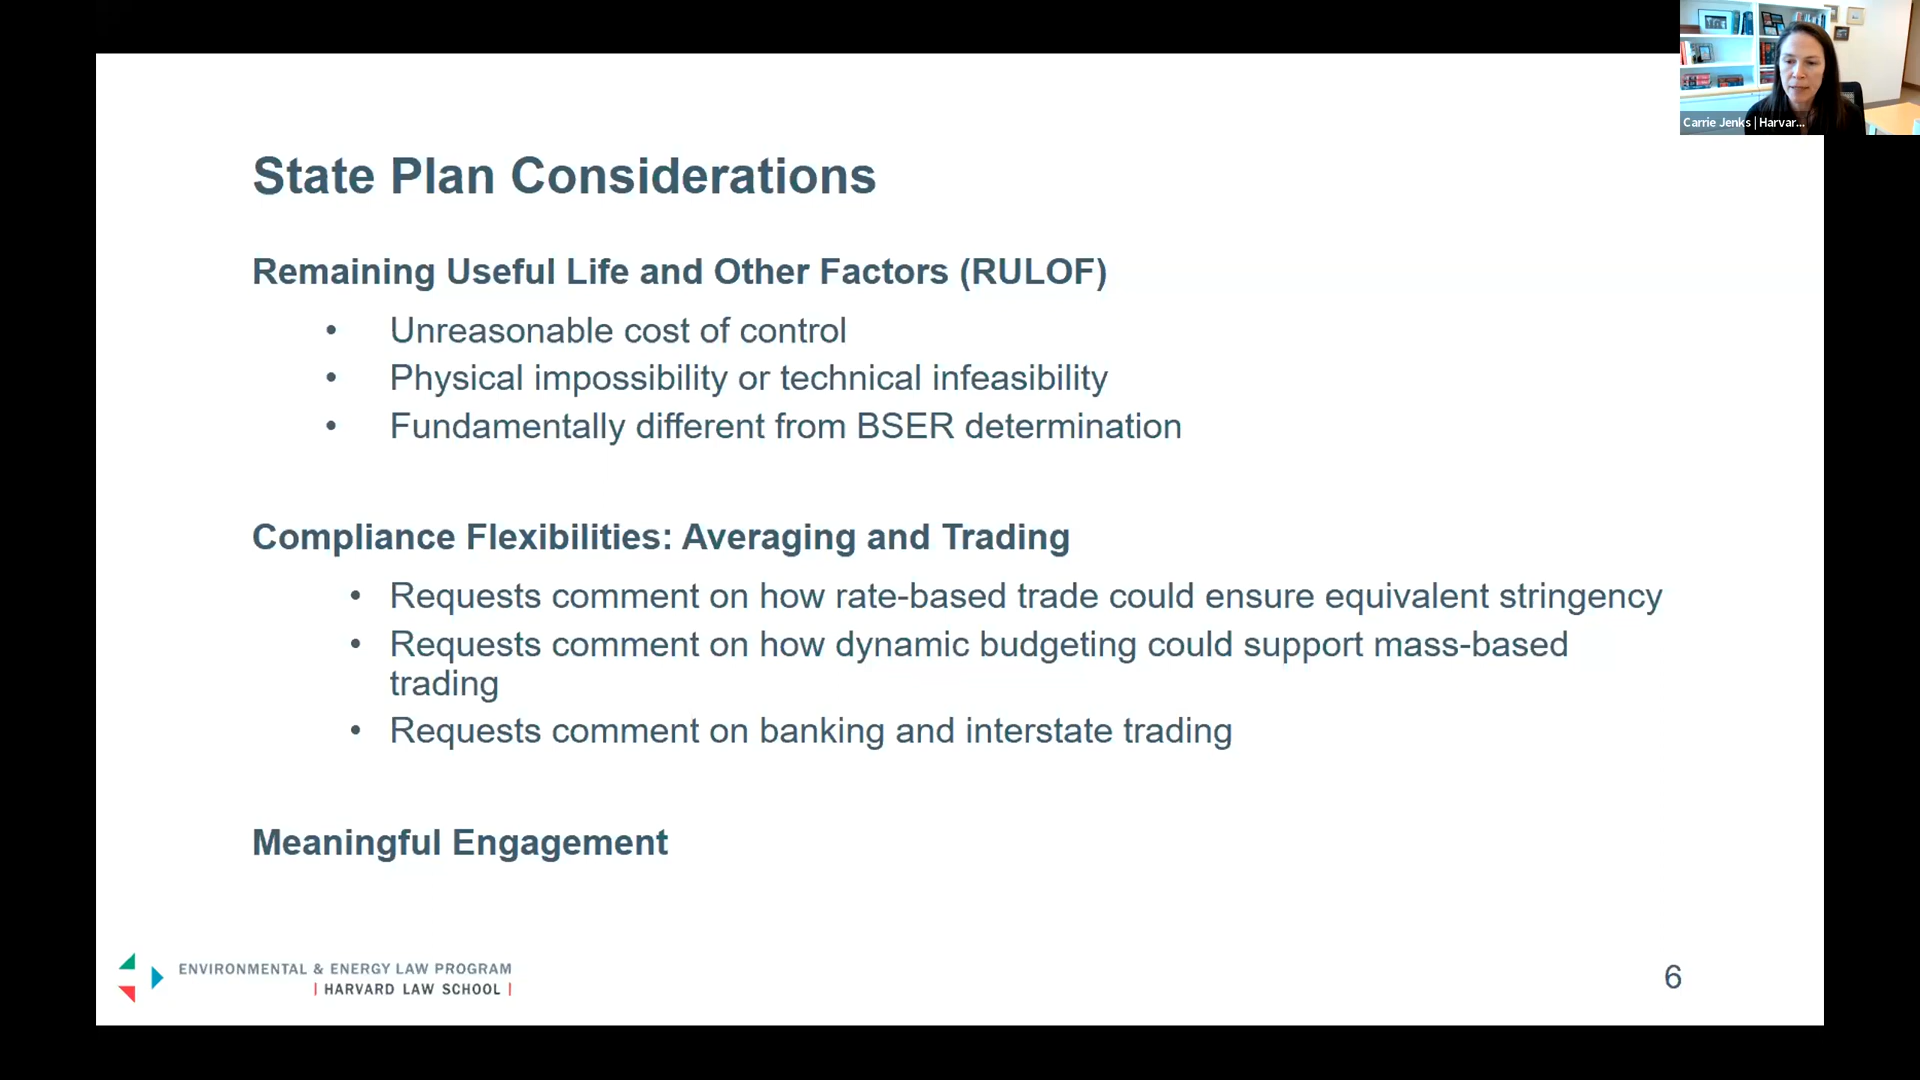 Carrie Jenks | Harvar...
State Plan Considerations
Remaining Useful Life and Other Factors (RULOF)
• Unreasonable cost of control
• Physical impossibility or technical infeasibility
• Fundamentally different from BSER determination
Compliance Flexibilities: Averaging and Trading
• Requests comment on how rate-based trade could ensure equivalent stringency
• Requests comment on how dynamic budgeting could support mass-based
trading
• Requests comment on banking and interstate trading
Meaningful Engagement
ENVIRONMENTAL & ENERGY LAW PROGRAM
| HARVARD LAW SCHOOL |
6